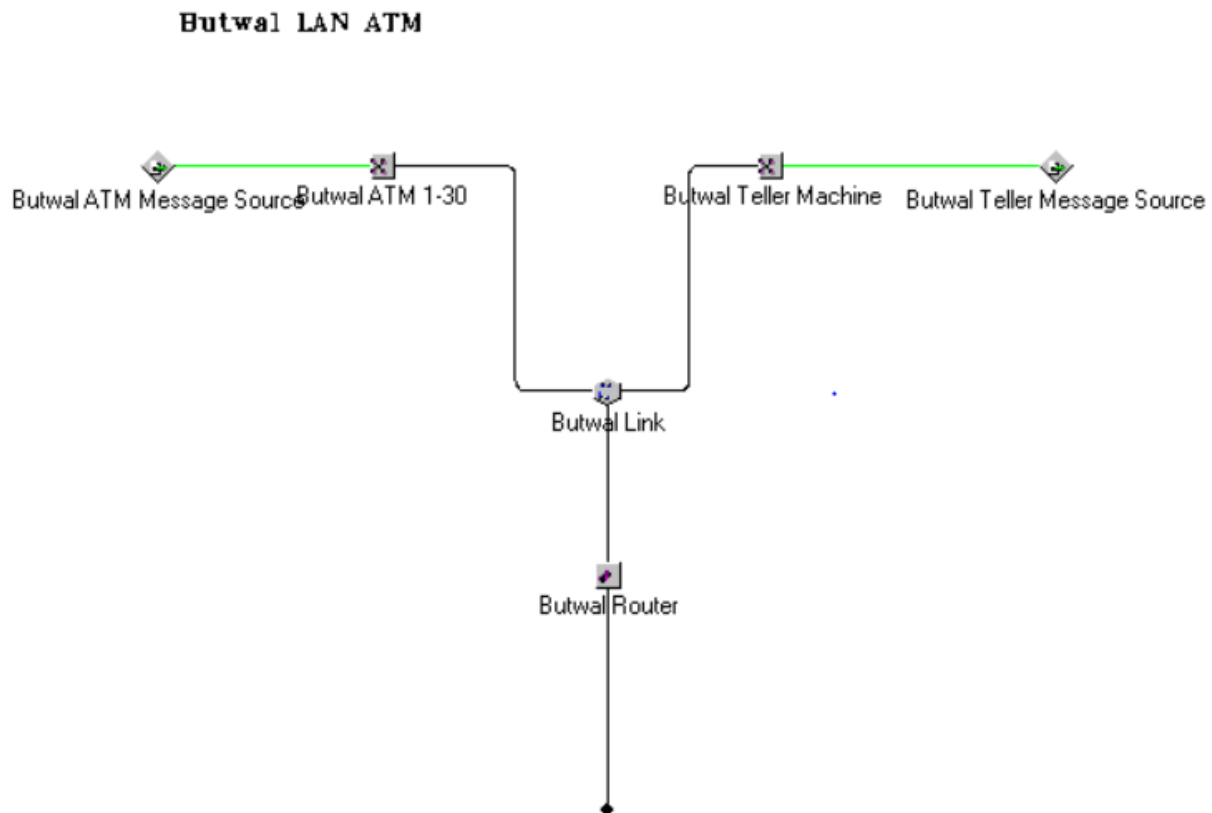 Butwal LAN ATM
Butwal ATM Message Source
Butwal ATM 1-30
Butwal Teller Machine
Butwal Teller Message Source
Butwal Link
Butwal Router